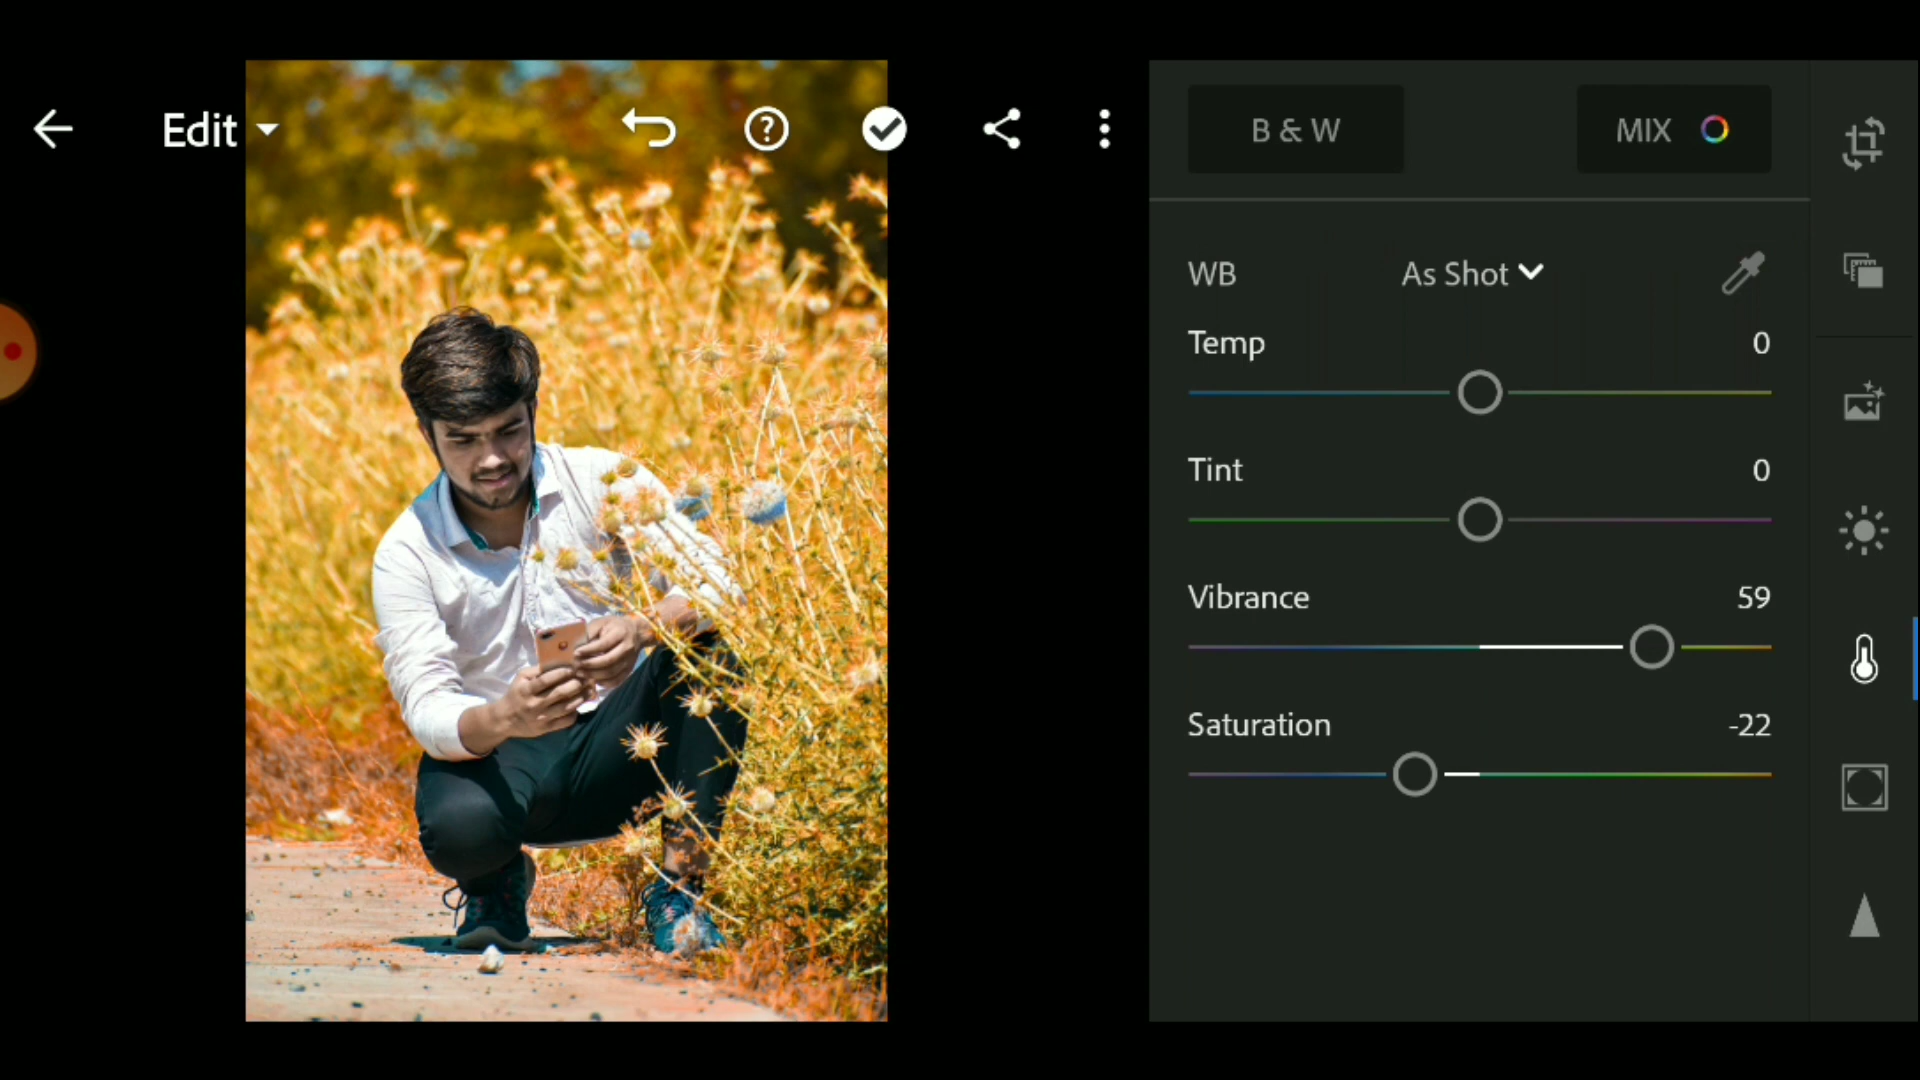 Edit
B & W
MIX
WB
As Shot
Temp
0
Tint
0
Vibrance
59
Saturation
-22